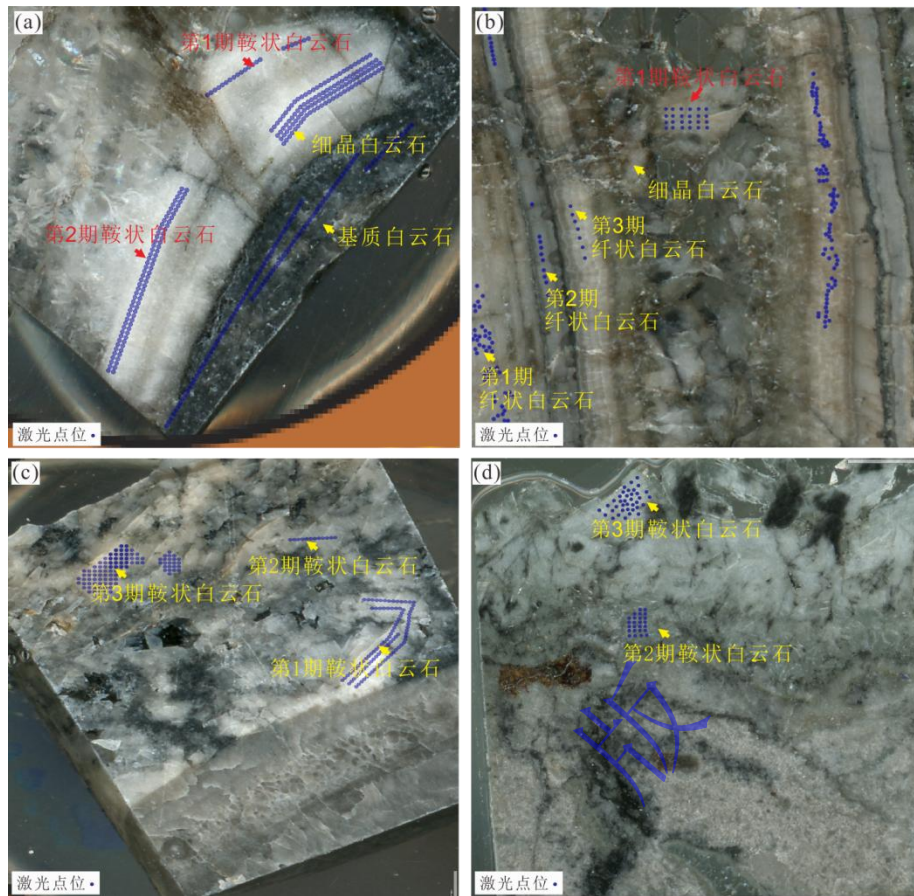 (a)
第1期鞍状白云石
细晶白云石
第2期鞍状白云石
基质白云石
激光点位
(b)
第1期鞍状白云石
细晶白云石
第3期
纤状白云石
第2期
纤状白云石
第1期
纤状白云石
激光点位
(c)
第2期鞍状白云石
第3期鞍状白云石
第1期鞍状白云石
激光点位
(d)
第3期鞍状白云石
第2期鞍状白云石
版
激光点位